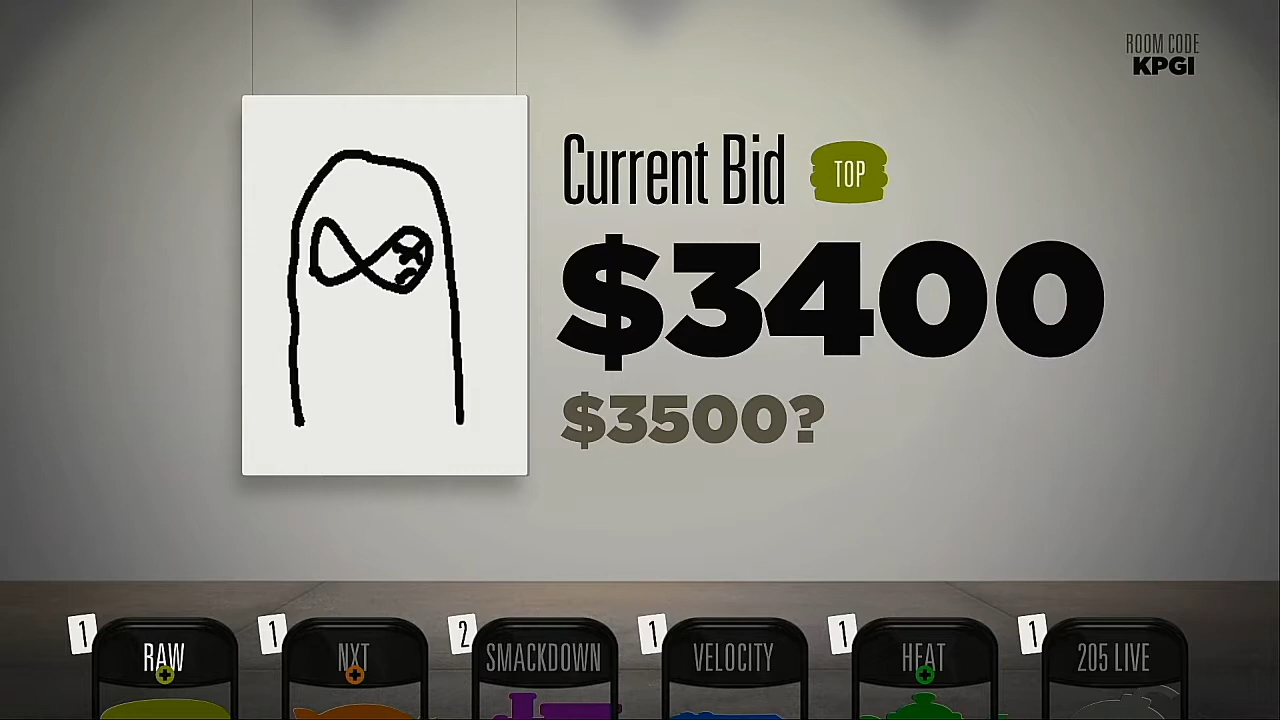 ROOM CODE
KPGI
Current Bid TOP
$3400
$3500?
1 RAW
1 NXT
2 SMACKDOWN
1 VELOCITY
1 HEAT
1 205 LIVE